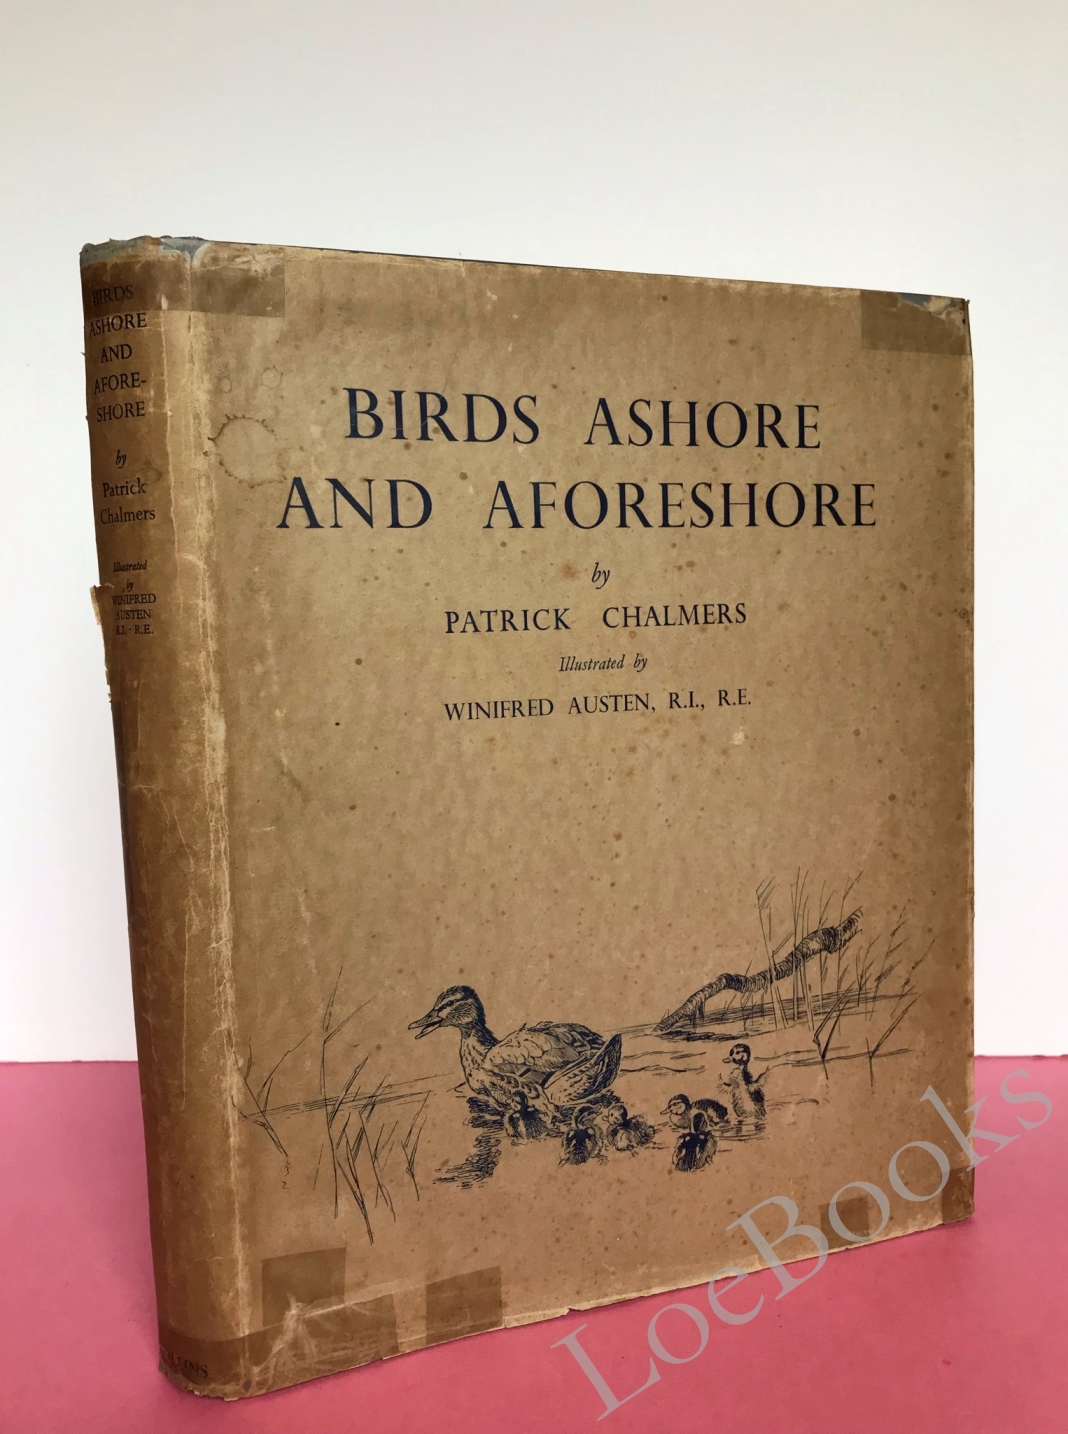 BIRDS ASHORE
AND AFORESHORE
by
PATRICK CHALMERS
Illustrated by
WINIFRED AUSTEN, R.I., R.E.
BIRDS
ASHORE
AND
AFORE-
SHORE
by
Patrick
Chalmers
Illustrated
by
WINIFRED
AUSTEN
R.I. · R.E.
COLLINS
LoeBooks